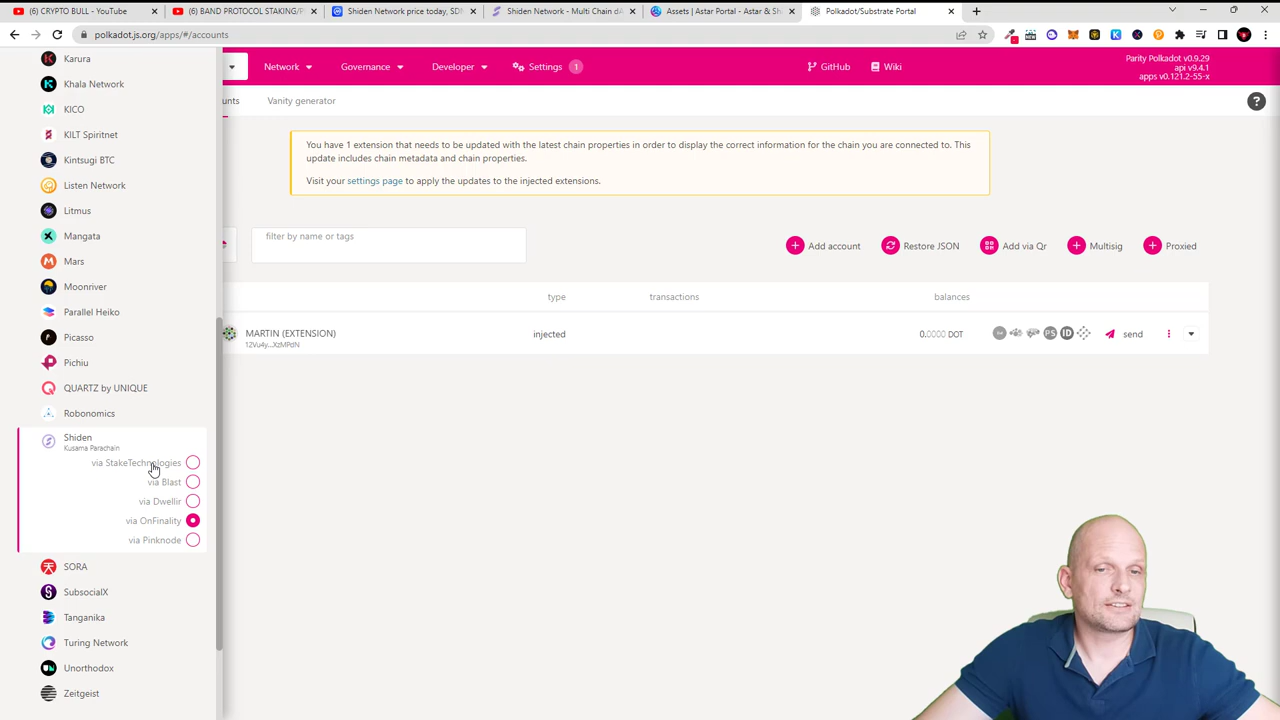 (6) CRYPTO BULL - YouTube
(6) BAND PROTOCOL STAKING/P
Shiden Network price today, SDN
Shiden Network - Multi Chain dA
Assets | Astar Portal - Astar & Shi
Polkadot/Substrate Portal
polkadot.js.org/apps/#/accounts
Network
Governance
Developer
Settings
1
GitHub
Wiki
Parity Polkadot v0.9.29
api v9.4.1
apps v0.121.2-55-x
unts
Vanity generator
You have 1 extension that needs to be updated with the latest chain properties in order to display the correct information for the chain you are connected to. This
update includes chain metadata and chain properties.
Visit your settings page to apply the updates to the injected extensions.
filter by name or tags
Add account
Restore JSON
Add via Qr
Multisig
Proxied
type
transactions
balances
MARTIN (EXTENSION)
12Vu4y...XzMPdN
injected
0.0000 DOT
PS
ID
send
Karura
Khala Network
KICO
KILT Spiritnet
Kintsugi BTC
Listen Network
Litmus
Mangata
Mars
Moonriver
Parallel Heiko
Picasso
Pichiu
QUARTZ by UNIQUE
Robonomics
Shiden
Kusama Parachain
via StakeTechnologies
via Blast
via Dwellir
via OnFinality
via Pinknode
SORA
SubsocialX
Tanganika
Turing Network
Unorthodox
Zeitgeist